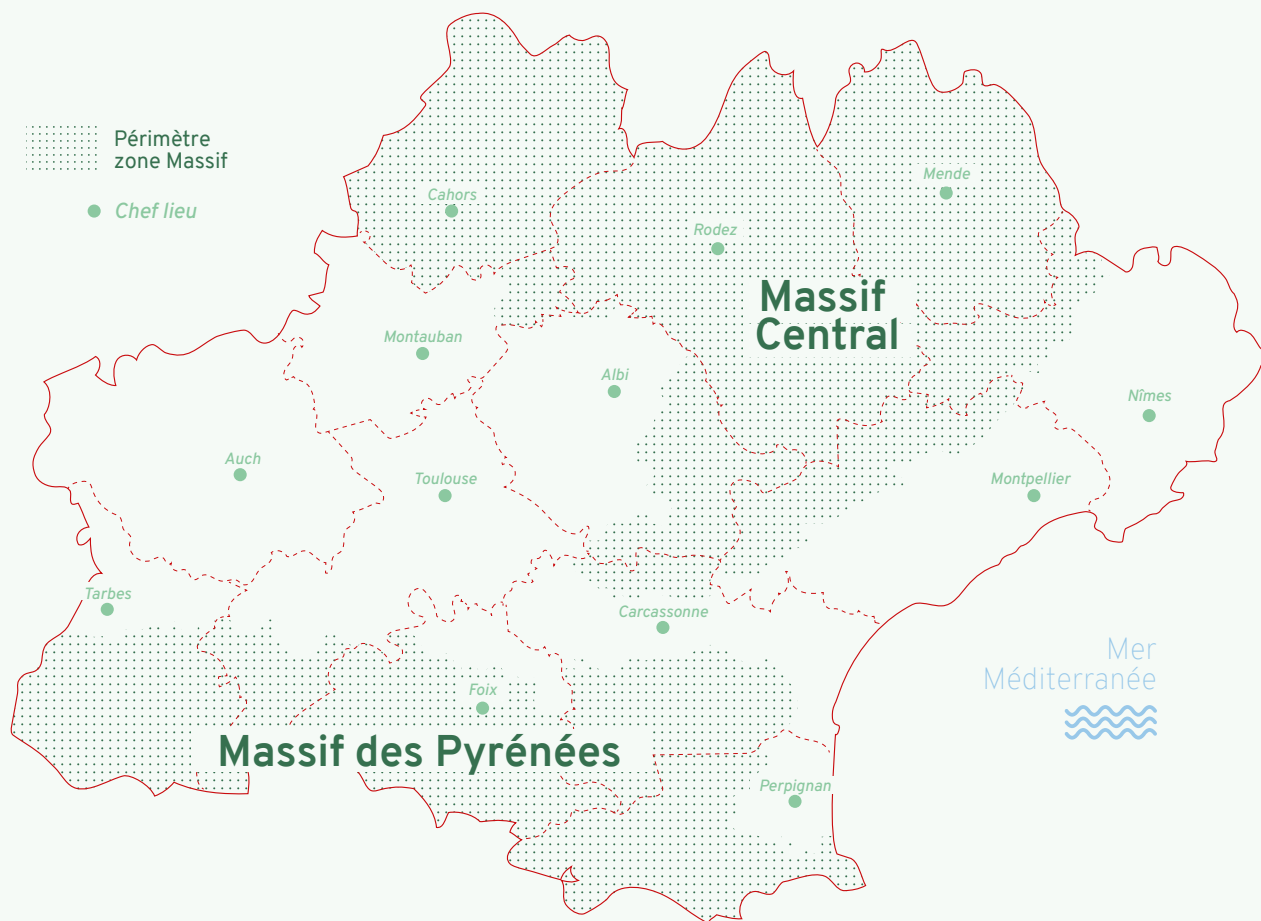 Périmètre
zone Massif
Chef lieu
Cahors
Mende
Rodez
Massif
Central
Montauban
Albi
Nîmes
Auch
Toulouse
Montpellier
Tarbes
Carcassonne
Mer
Méditerranée
Foix
Massif des Pyrénées
Perpignan